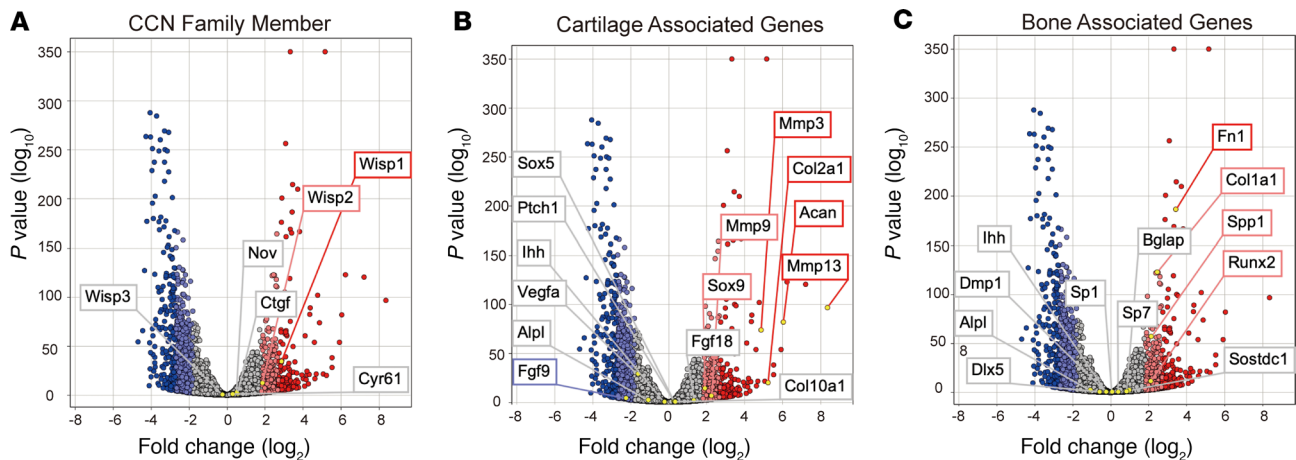 A
CCN Family Member
P value (log10)
350
300
250
200
150
100
50
0
Wisp1
Wisp2
Nov
Wisp3
Ctgf
Cyr61
-8 -6 -4 -2 0 2 4 6 8
Fold change (log2)
B
Cartilage Associated Genes
P value (log10)
350
300
250
200
150
100
50
0
Mmp3
Sox5
Col2a1
Ptch1
Acan
Mmp9
Ihh
Mmp13
Vegfa
Sox9
Alpl
Fgf18
Fgf9
Col10a1
-8 -6 -4 -2 0 2 4 6 8
Fold change (log2)
C
Bone Associated Genes
P value (log10)
350
300
250
200
150
100
50
0
Fn1
Col1a1
Ihh
Bglap
Spp1
Dmp1
Sp1
Runx2
Sp7
Alpl
8
Dlx5
Sostdc1
-8 -6 -4 -2 0 2 4 6 8
Fold change (log2)